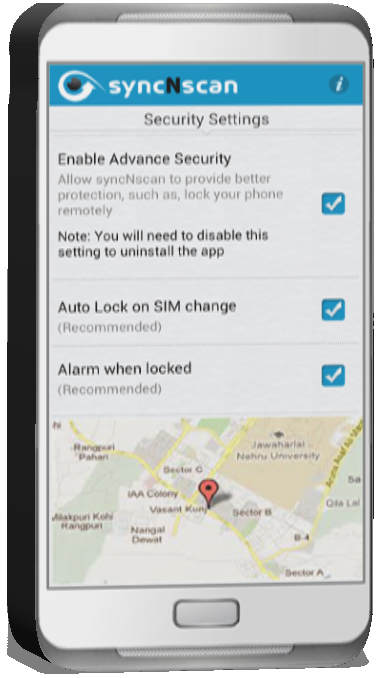 syncNscan
i
Security Settings
Enable Advance Security
Allow syncNscan to provide better
protection, such as, lock your phone
remotely
Note: You will need to disable this
setting to uninstall the app
Auto Lock on SIM change
(Recommended)
Alarm when locked
(Recommended)
hi
Rangpuri
Pahari
Jawaharlal
Nehru University
Sector C
IAA Colony
Vasant Kunj
Sector B
Sa
Qila Lal
Malakpuri Kohi
Rangpuri
Nangal
Dewat
B-4
Sector A